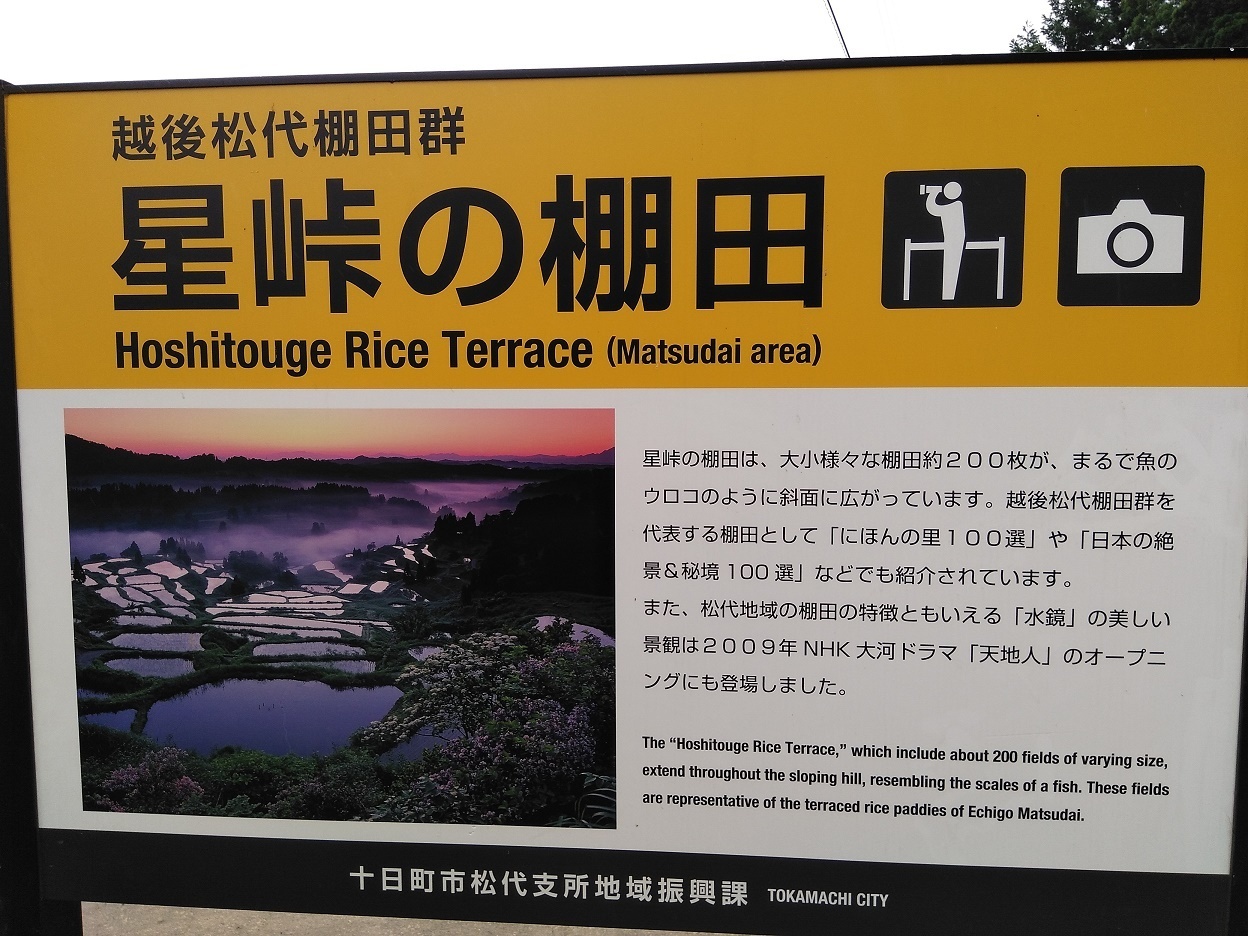 越後松代棚田群
星峠の棚田
Hoshitouge Rice Terrace (Matsudai area)
星峠の棚田は、大小様々な棚田約２００枚が、まるで魚の
ウロコのように斜面に広がっています。越後松代棚田群を
代表する棚田として「にほんの里１００選」や「日本の絶
景＆秘境 100 選」などでも紹介されています。
また、松代地域の棚田の特徴ともいえる「水鏡」の美しい
景観は２００９年 NHK 大河ドラマ「天地人」のオープニ
ングにも登場しました。
The “Hoshitouge Rice Terrace,” which include about 200 fields of varying size,
extend throughout the sloping hill, resembling the scales of a fish. These fields
are representative of the terraced rice paddies of Echigo Matsudai.
十日町市松代支所地域振興課 TOKAMACHI CITY